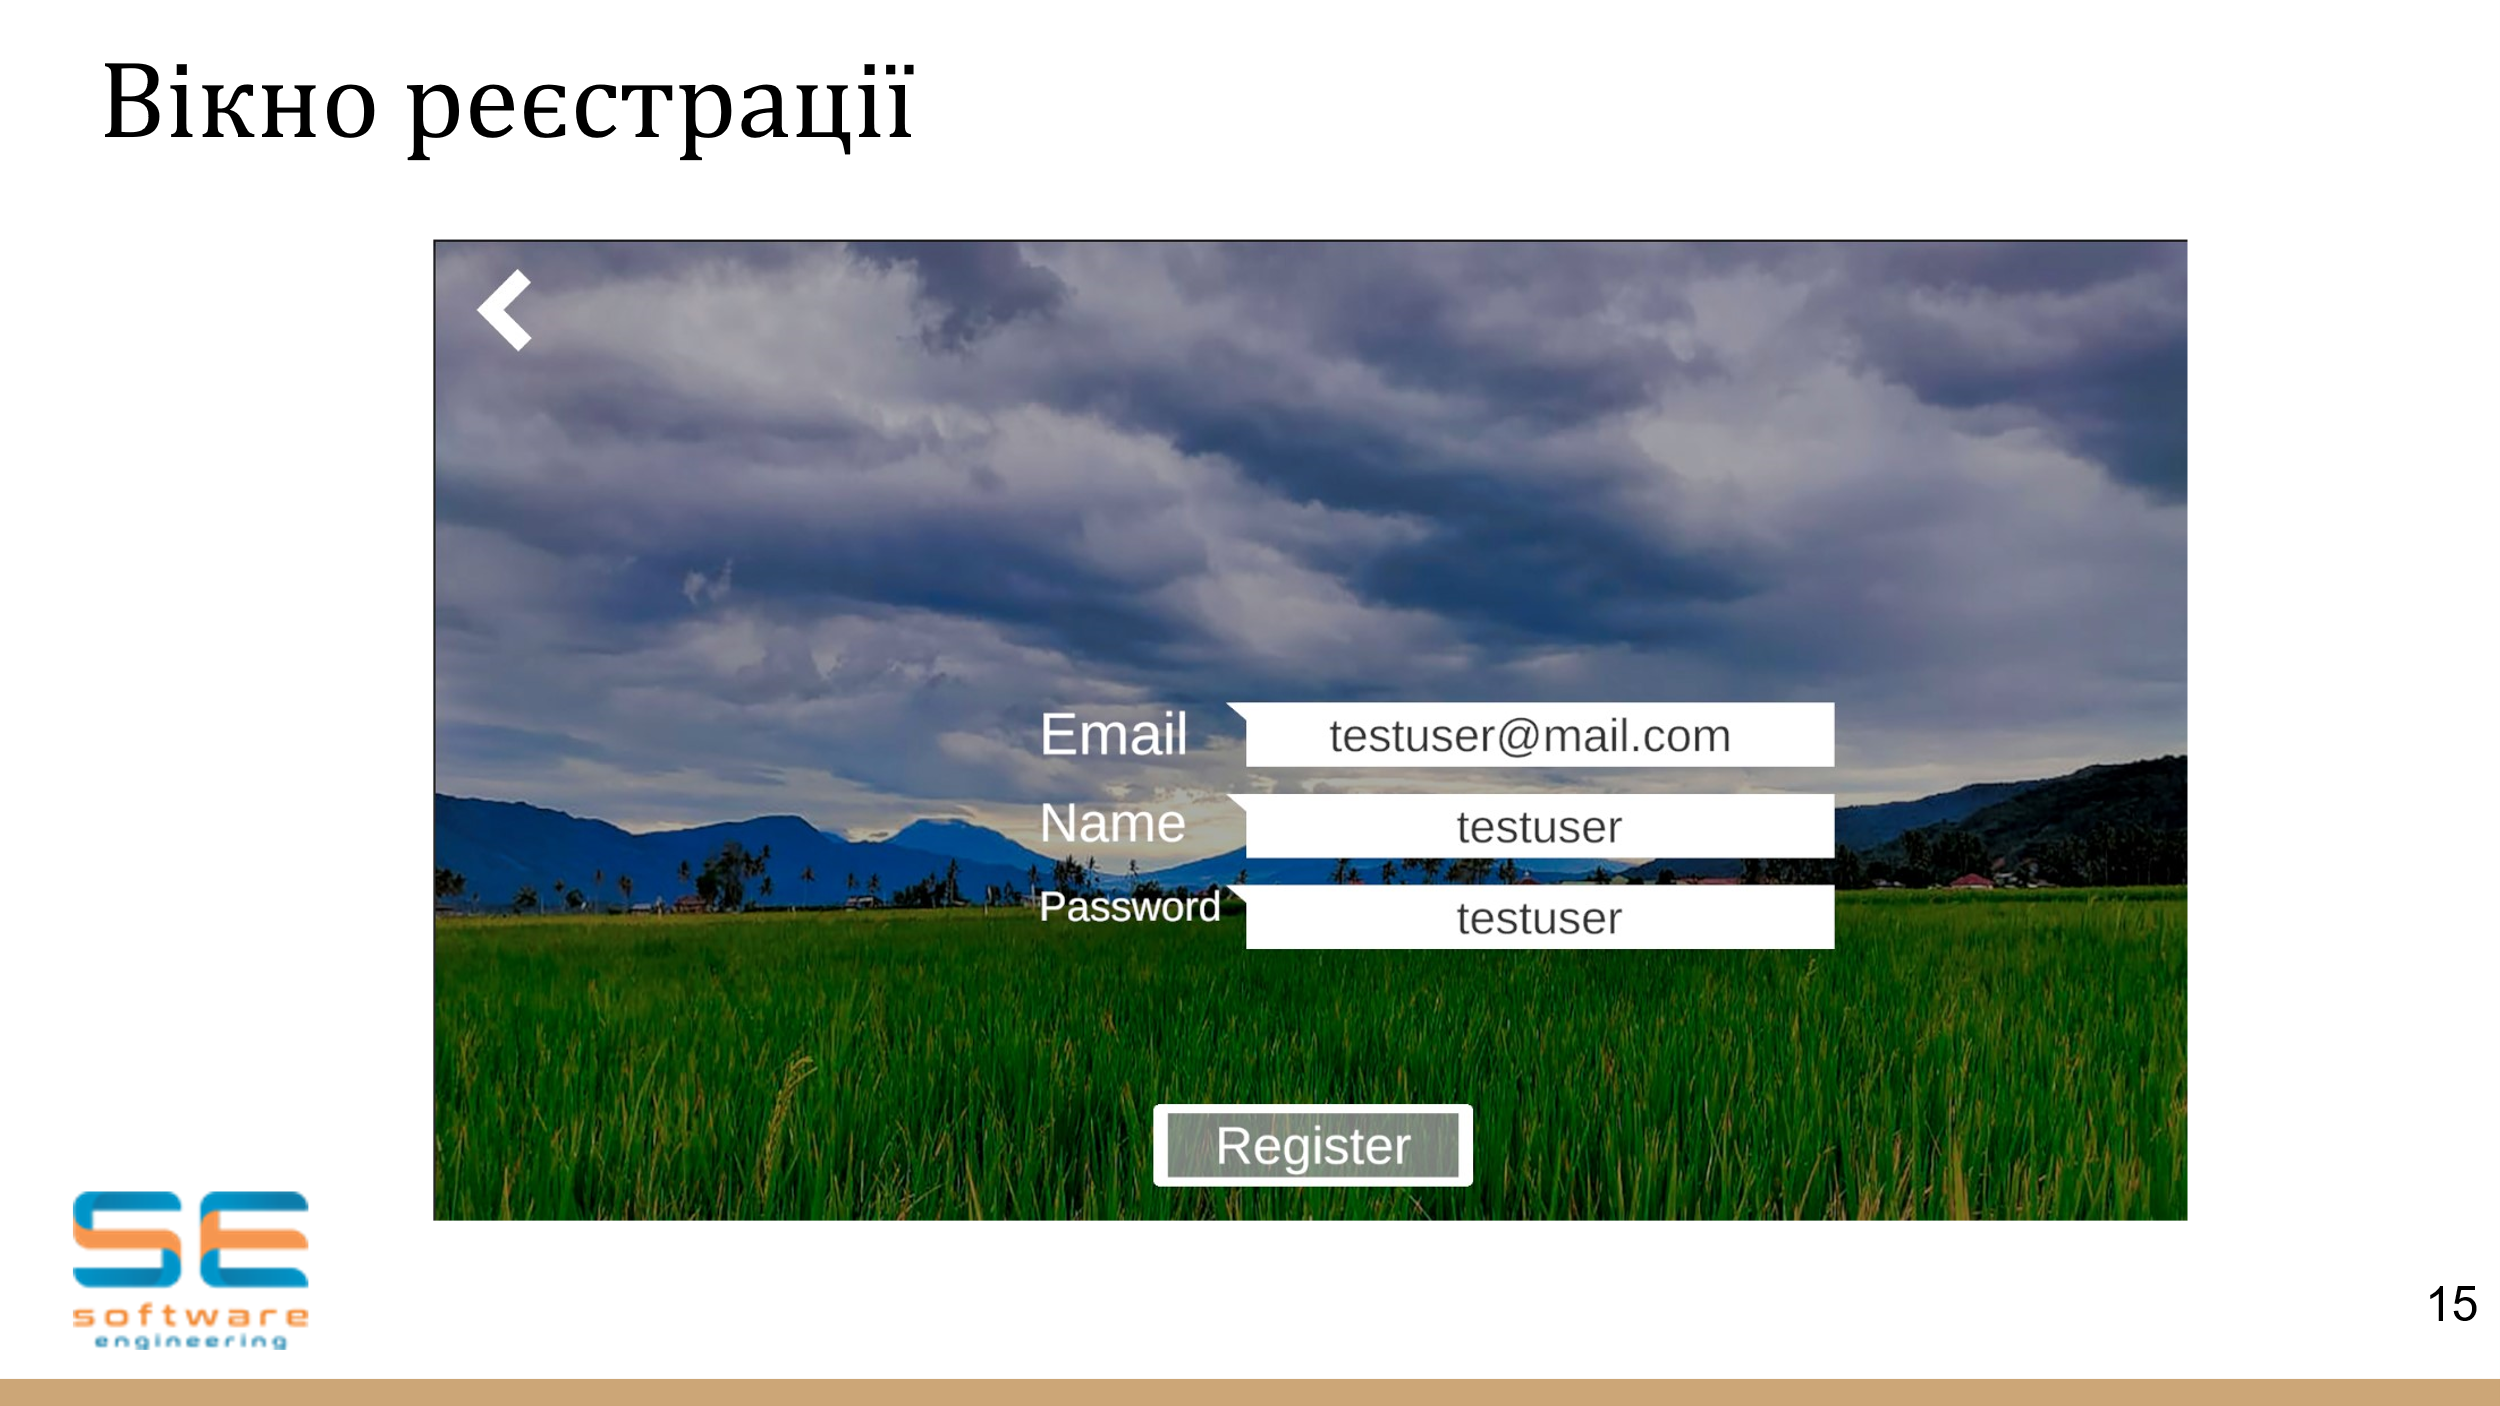 Вікно реєстрації
Email testuser@mail.com
Name testuser
Password testuser
Register
software
engineering
15